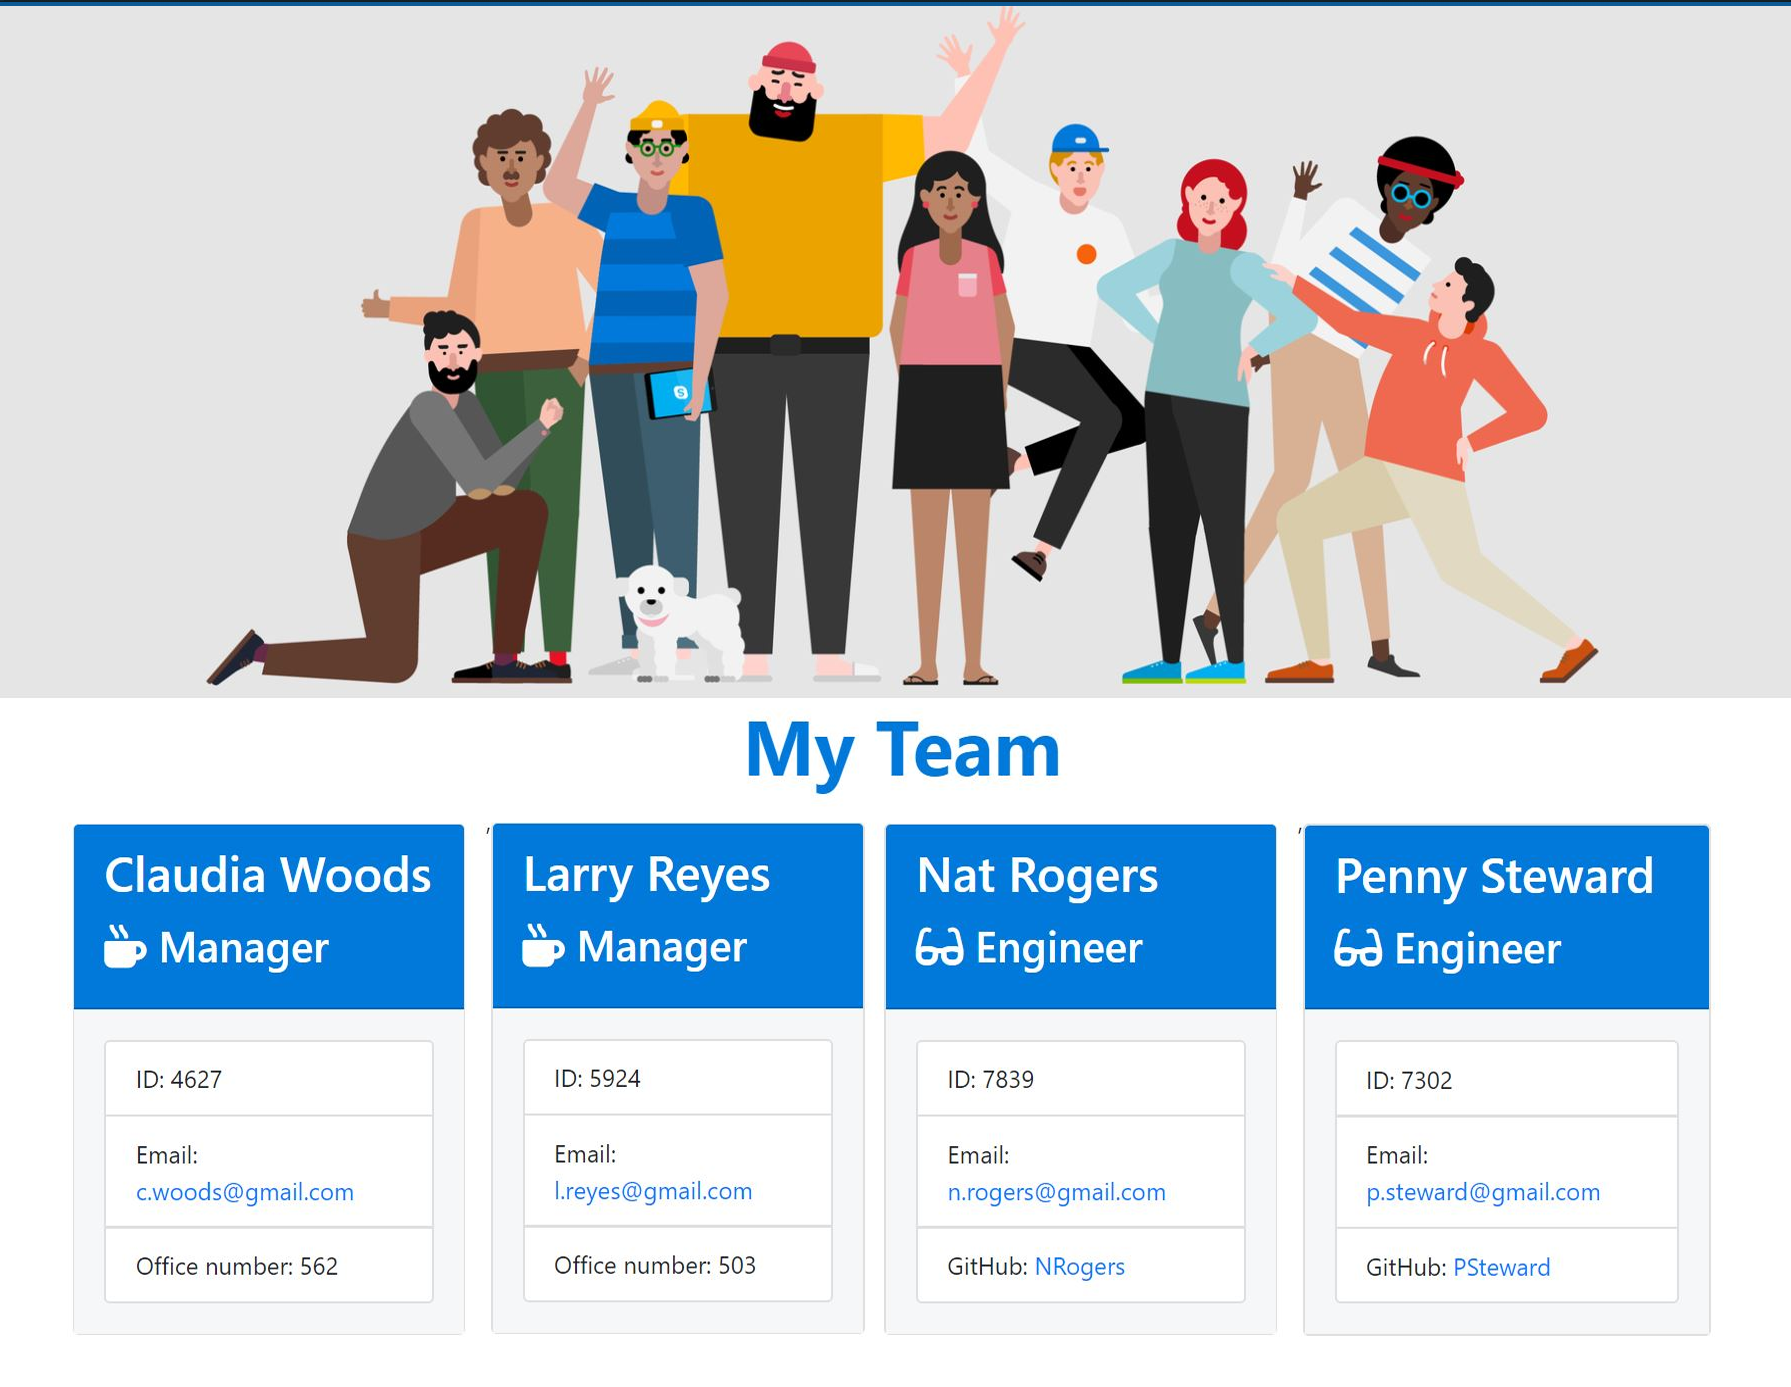 My Team
Claudia Woods
Manager
ID: 4627
Email:
c.woods@gmail.com
Office number: 562
,
Larry Reyes
Manager
ID: 5924
Email:
l.reyes@gmail.com
Office number: 503
Nat Rogers
Engineer
ID: 7839
Email:
n.rogers@gmail.com
GitHub: NRogers
,
Penny Steward
Engineer
ID: 7302
Email:
p.steward@gmail.com
GitHub: PSteward